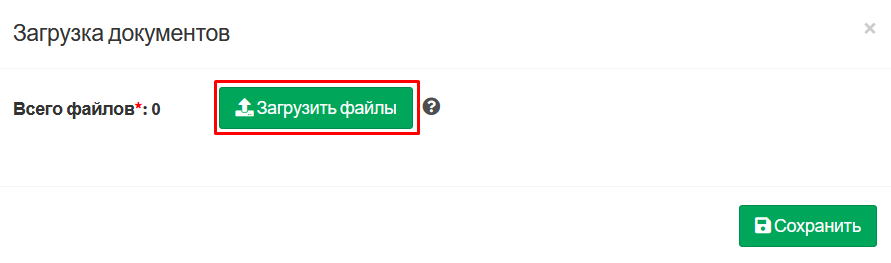 Загрузка документов
×
Всего файлов*: 0
Загрузить файлы
?
Сохранить